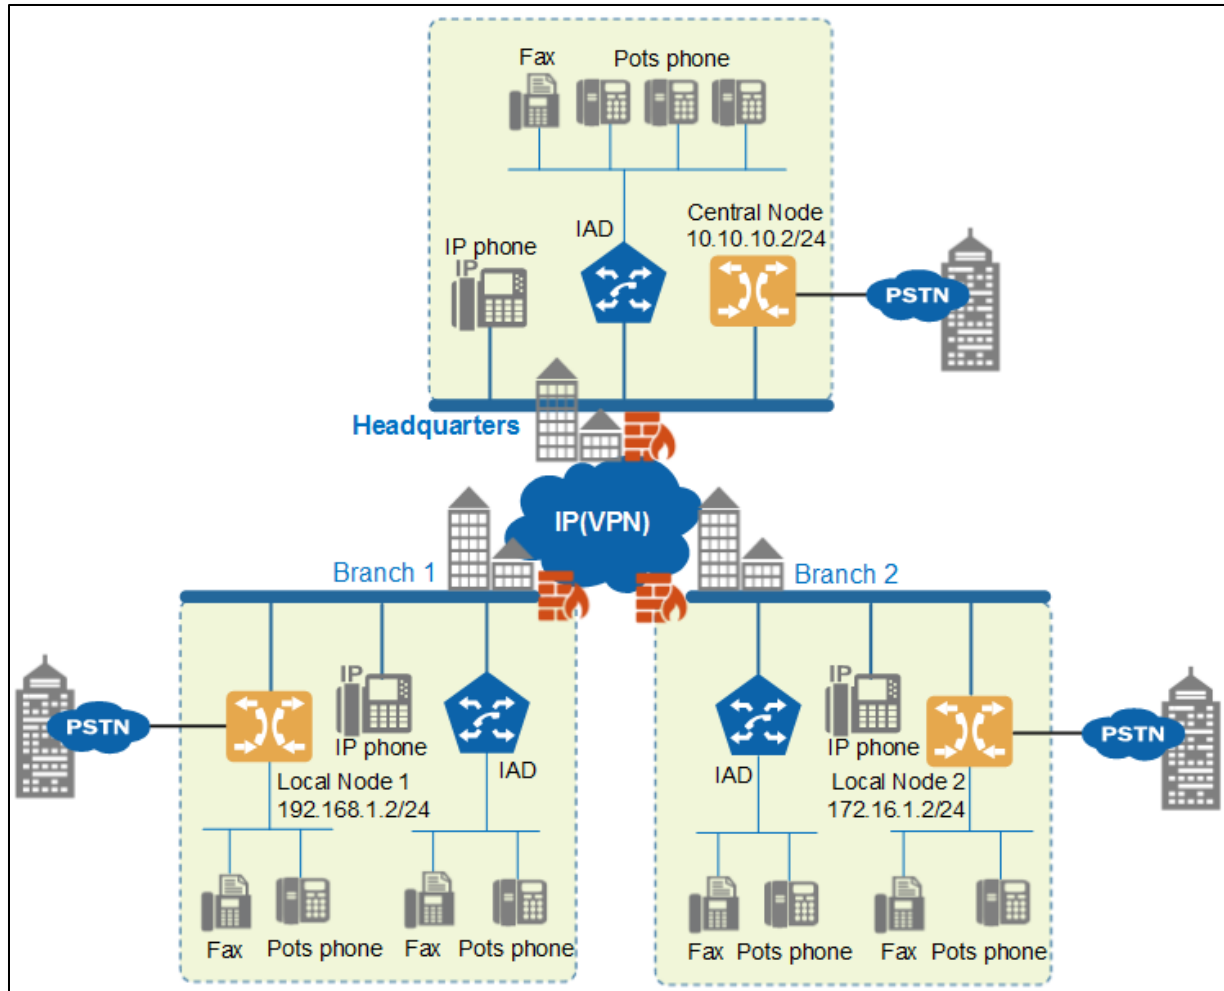 Fax
Pots phone
Central Node
10.10.10.2/24
IAD
IP phone
IP
PSTN
Headquarters
IP(VPN)
Branch 1
Branch 2
IP
IP
PSTN
IP phone
IAD
IAD
IP phone
PSTN
Local Node 1
192.168.1.2/24
Local Node 2
172.16.1.2/24
Fax
Pots phone
Fax
Pots phone
Fax
Pots phone
Fax
Pots phone